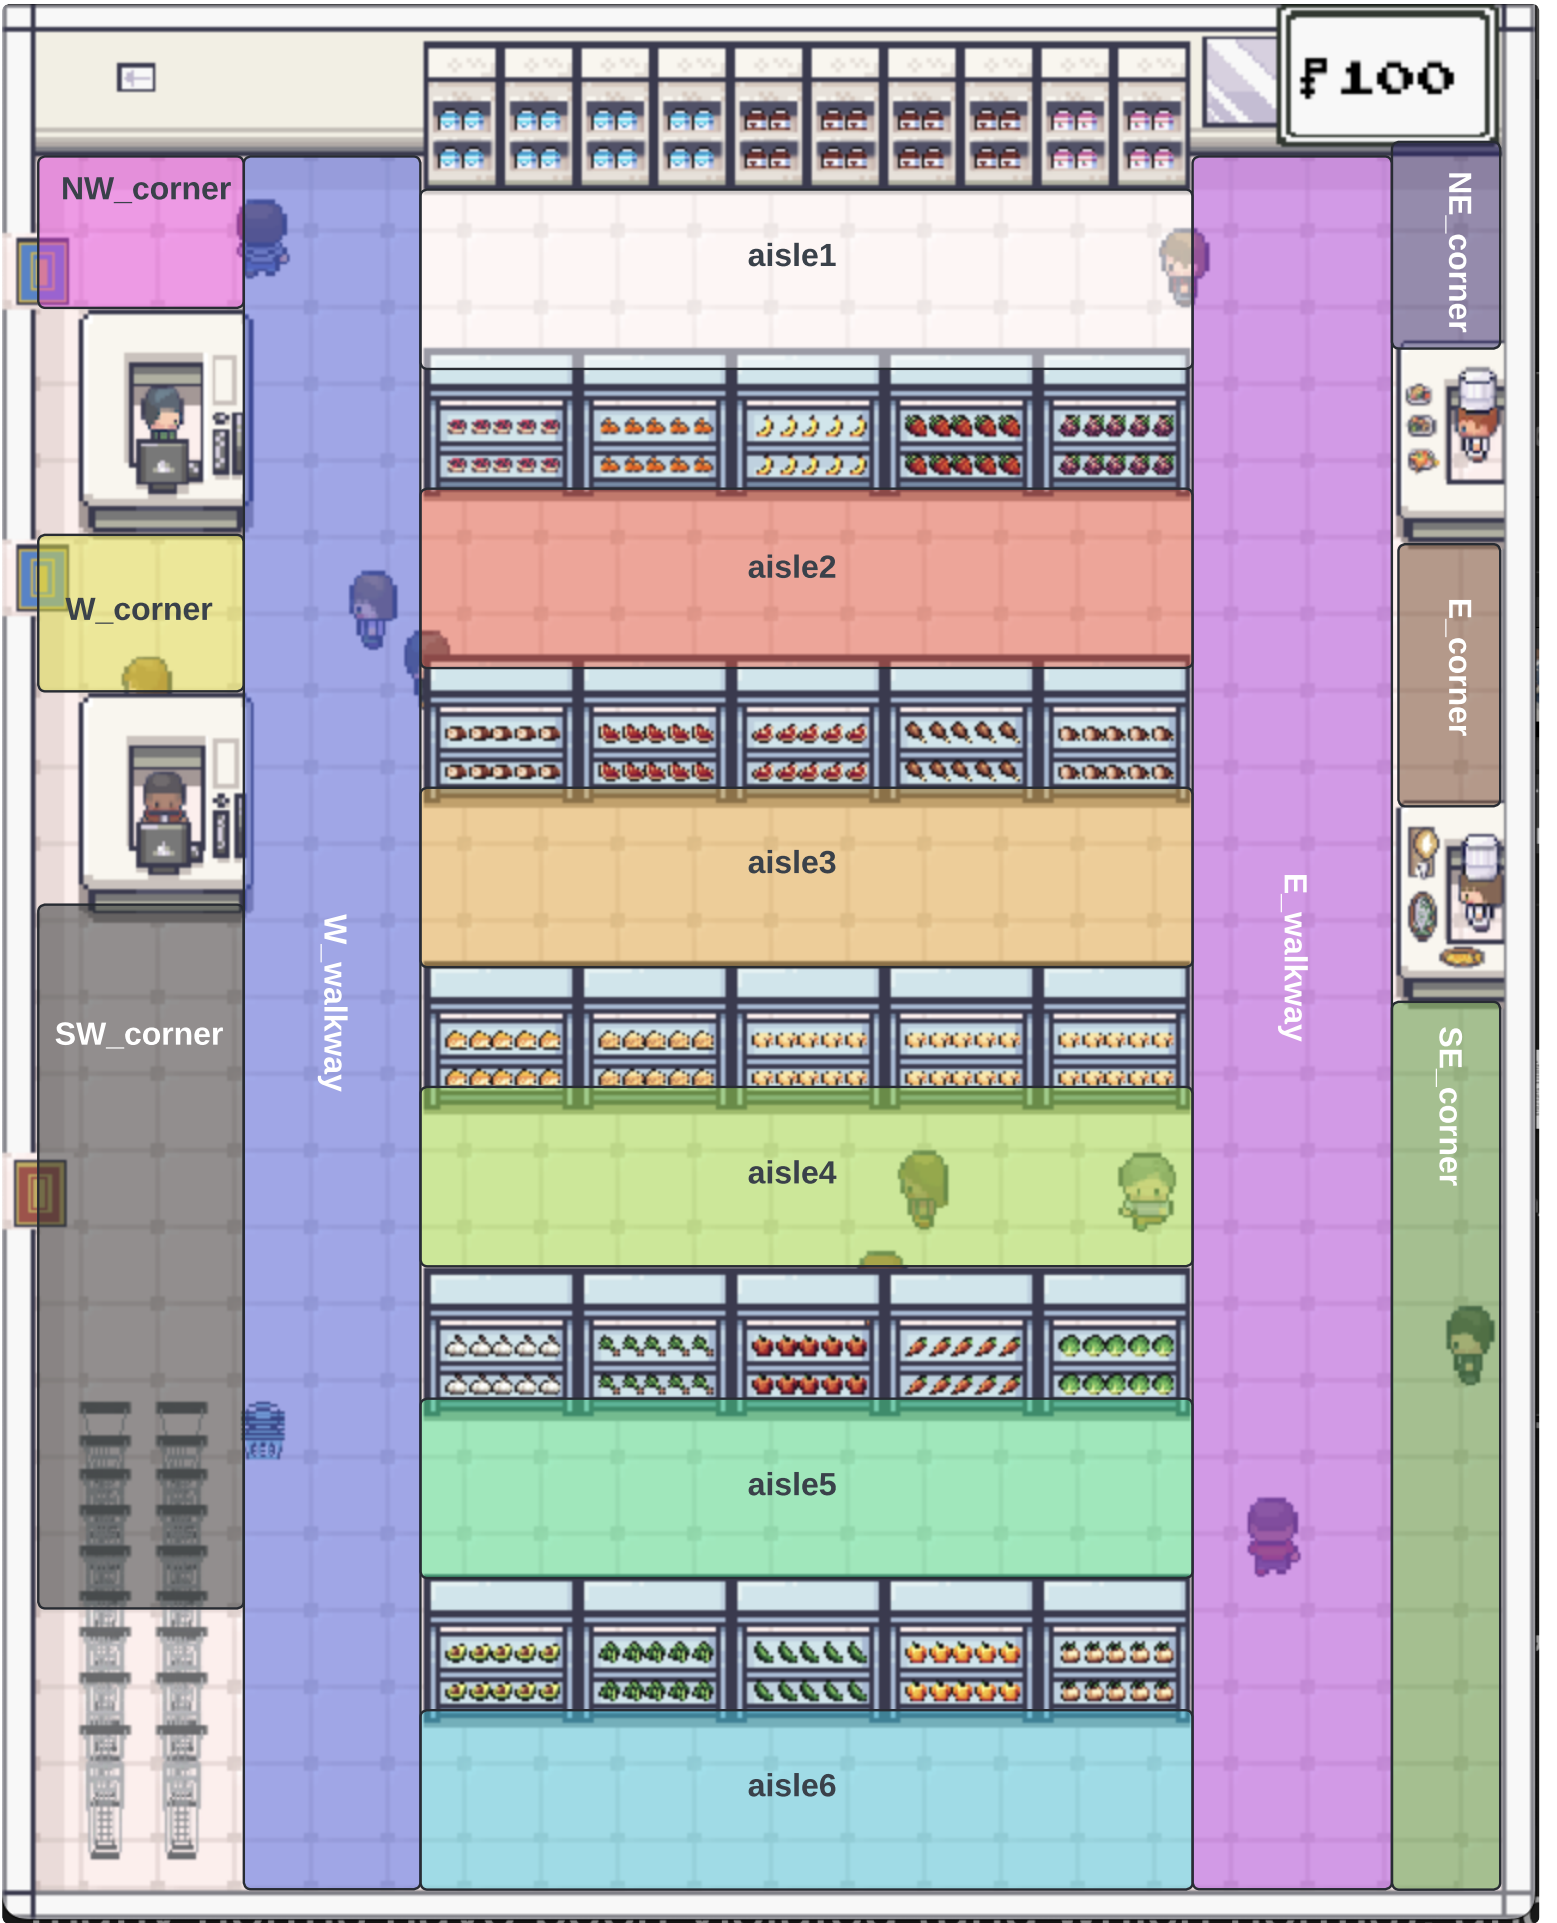 ₣100
NW_corner
NE_corner
aisle1
aisle2
W_corner
E_corner
aisle3
W_walkway
E_walkway
SW_corner
SE_corner
aisle4
aisle5
aisle6